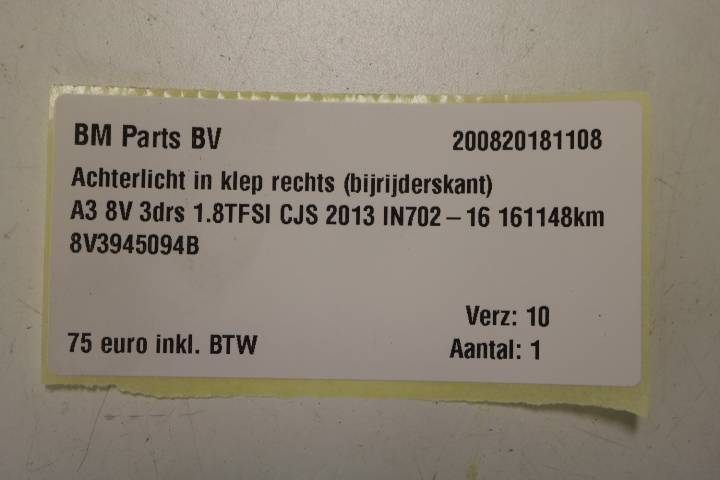 BM Parts BV 200820181108
Achterlicht in klep rechts (bijrijderskant)
A3 8V 3drs 1.8TFSI CJS 2013 IN702 – 16 161148km
8V3945094B
Verz: 10
75 euro inkl. BTW Aantal: 1